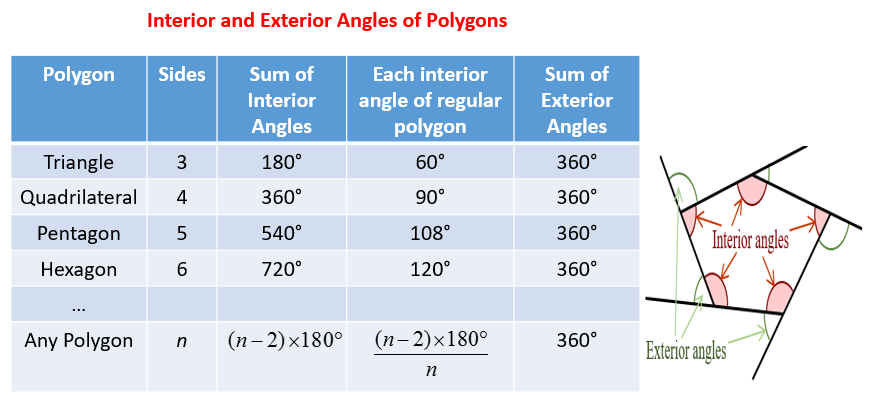 Interior and Exterior Angles of Polygons
Polygon Sides Sum of Interior Angles Each interior angle of regular polygon Sum of Exterior Angles
Triangle 3 180° 60° 360°
Quadrilateral 4 360° 90° 360°
Pentagon 5 540° 108° 360°
Hexagon 6 720° 120° 360°
...
Any Polygon n (n−2)×180° (n−2)×180°/n 360°
Interior angles
Exterior angles